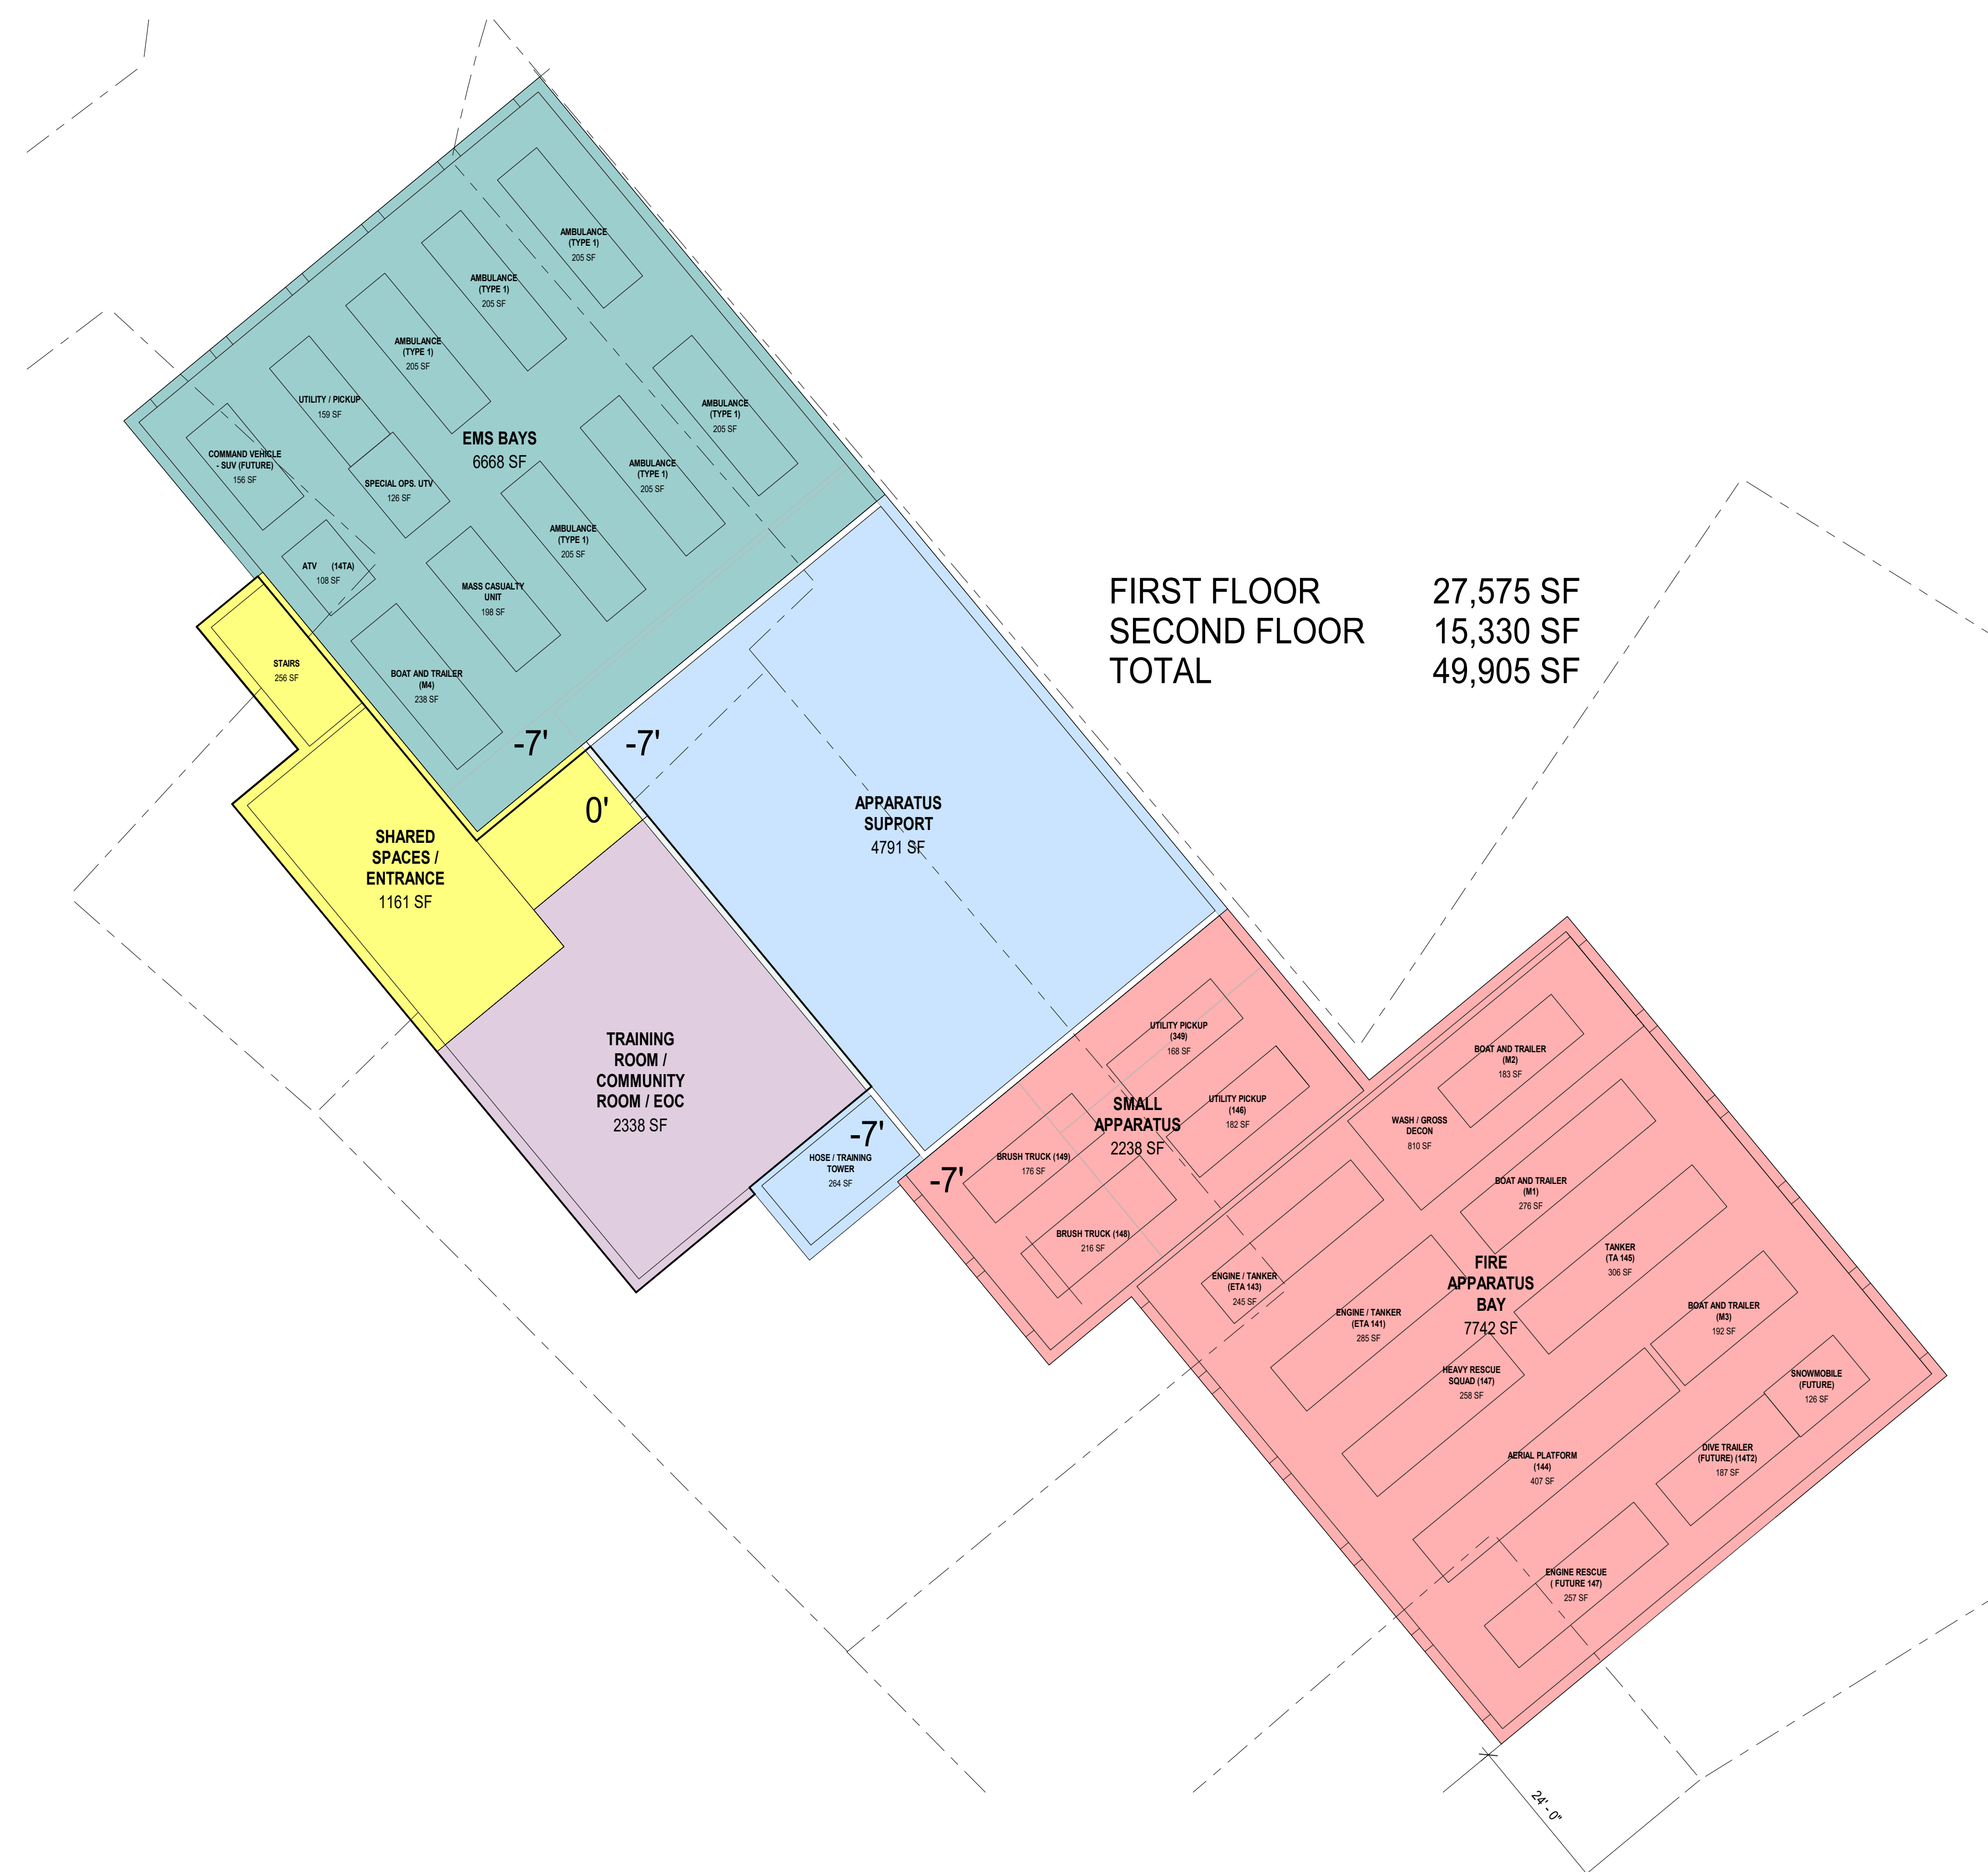 AMBULANCE
(TYPE 1)
205 SF
AMBULANCE
(TYPE 1)
205 SF
AMBULANCE
(TYPE 1)
205 SF
UTILITY / PICKUP
159 SF
COMMAND VEHICLE
- SUV (FUTURE)
156 SF
EMS BAYS
6668 SF
AMBULANCE
(TYPE 1)
205 SF
AMBULANCE
(TYPE 1)
205 SF
SPECIAL OPS. UTV
126 SF
AMBULANCE
(TYPE 1)
205 SF
ATV (14TA)
108 SF
MASS CASUALTY
UNIT
198 SF
STAIRS
256 SF
BOAT AND TRAILER
(M4)
238 SF
FIRST FLOOR 27,575 SF
SECOND FLOOR 15,330 SF
TOTAL 49,905 SF
-7'
-7'
0'
SHARED
SPACES /
ENTRANCE
1161 SF
APPARATUS
SUPPORT
4791 SF
TRAINING
ROOM /
COMMUNITY
ROOM / EOC
2338 SF
-7'
HOSE / TRAINING
TOWER
264 SF
-7'
UTILITY PICKUP
(349)
168 SF
SMALL
APPARATUS
2238 SF
UTILITY PICKUP
(146)
182 SF
BRUSH TRUCK (149)
176 SF
BRUSH TRUCK (148)
216 SF
BOAT AND TRAILER
(M2)
183 SF
WASH / GROSS
DECON
810 SF
BOAT AND TRAILER
(M1)
276 SF
TANKER
(TA 145)
306 SF
FIRE
APPARATUS
BAY
7742 SF
ENGINE / TANKER
(ETA 143)
245 SF
ENGINE / TANKER
(ETA 141)
285 SF
BOAT AND TRAILER
(M3)
192 SF
HEAVY RESCUE
SQUAD (147)
258 SF
SNOWMOBILE
(FUTURE)
126 SF
AERIAL PLATFORM
(144)
407 SF
DIVE TRAILER
(FUTURE) (14T2)
187 SF
ENGINE RESCUE
( FUTURE 147)
257 SF
24' - 0"